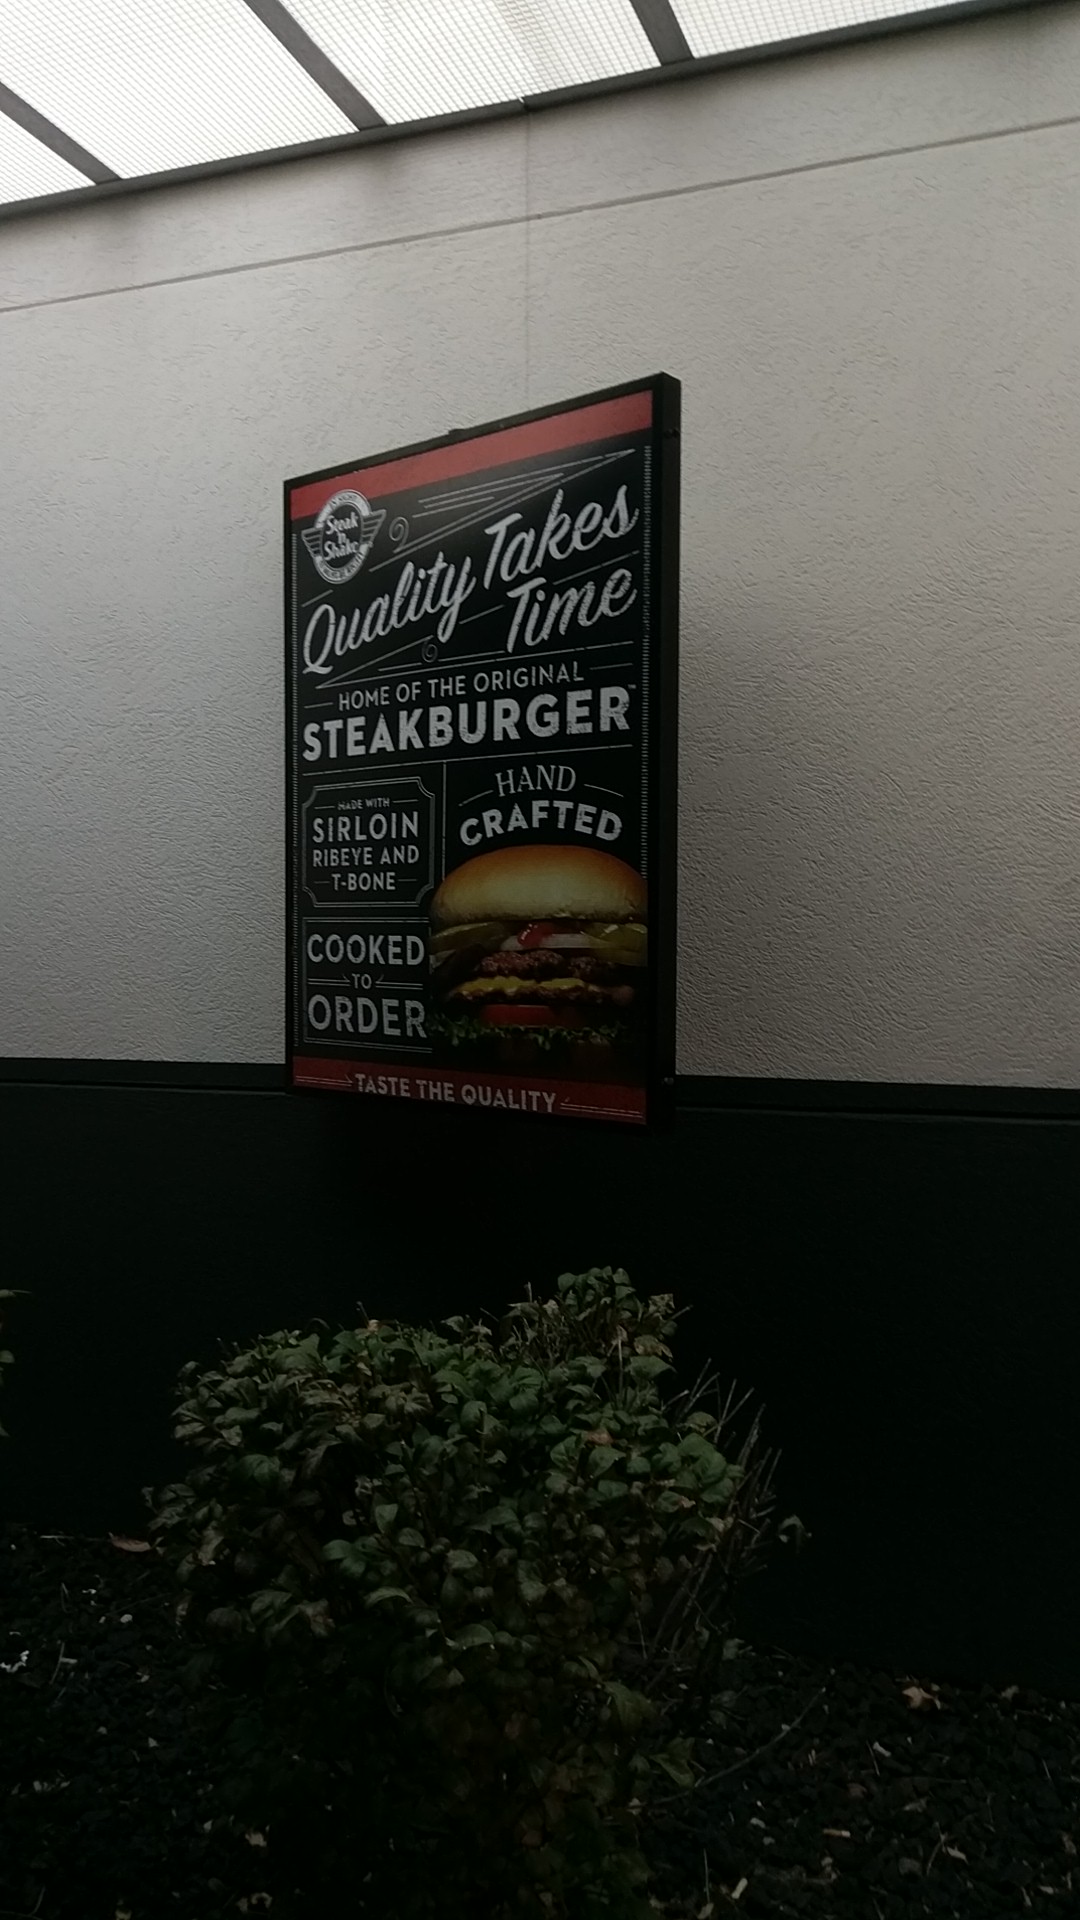 Steak
n
Shake
Quality Takes
Time
HOME OF THE ORIGINAL
STEAKBURGER™
MADE WITH
SIRLOIN
RIBEYE AND
T-BONE
HAND
CRAFTED
COOKED
TO
ORDER
TASTE THE QUALITY